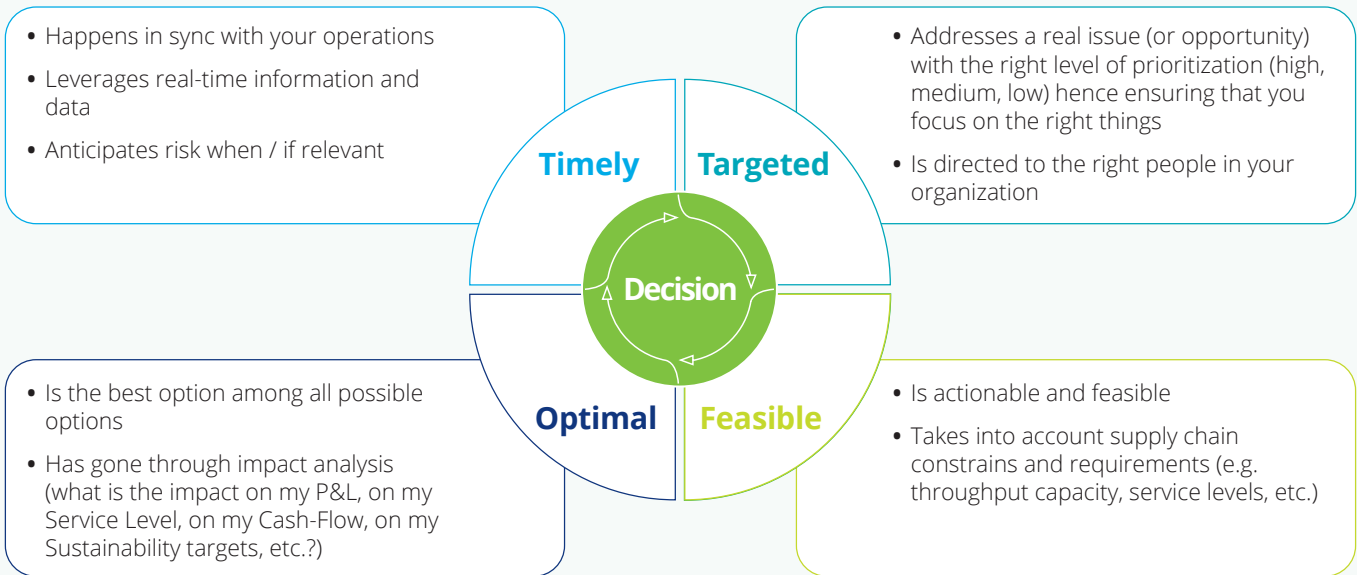 • Happens in sync with your operations
• Leverages real-time information and
data
• Anticipates risk when / if relevant
• Addresses a real issue (or opportunity)
with the right level of prioritization (high,
medium, low) hence ensuring that you
focus on the right things
• Is directed to the right people in your
organization
Timely
Targeted
Decision
Optimal
Feasible
• Is the best option among all possible
options
• Has gone through impact analysis
(what is the impact on my P&L, on my
Service Level, on my Cash-Flow, on my
Sustainability targets, etc.?)
• Is actionable and feasible
• Takes into account supply chain
constrains and requirements (e.g.
throughput capacity, service levels, etc.)